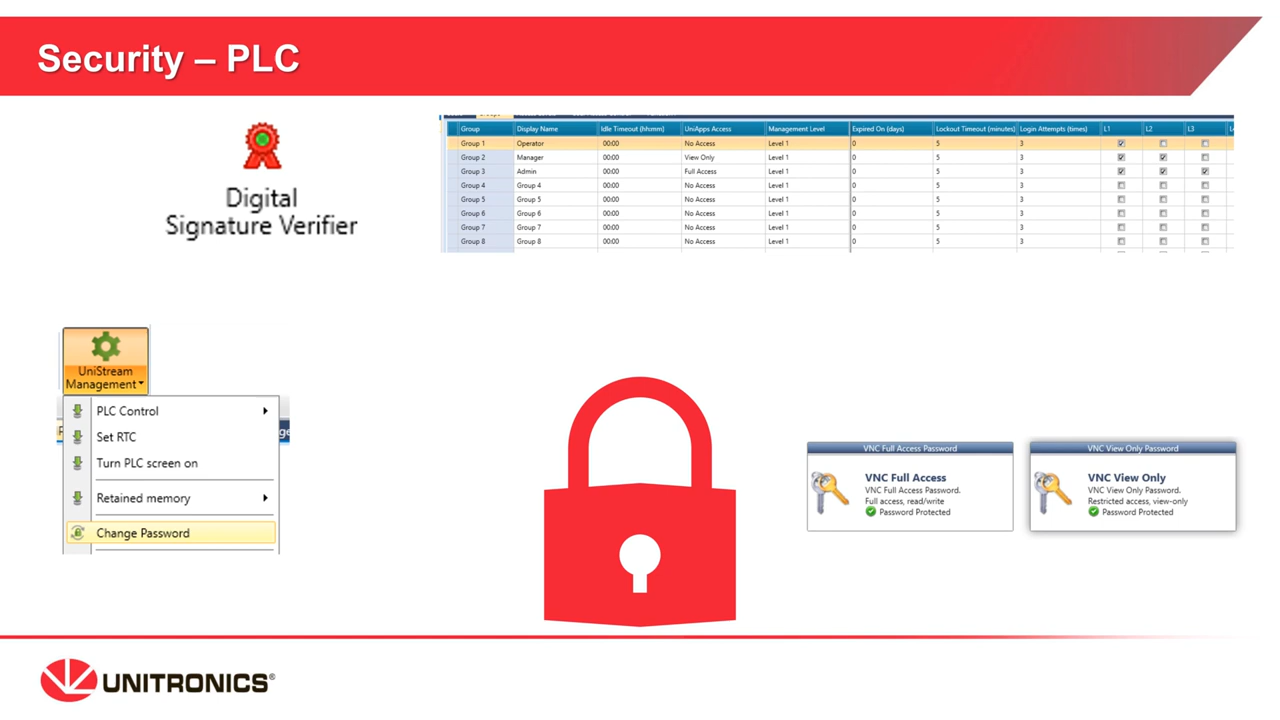 Security – PLC
Digital
Signature Verifier
Group Display Name Idle Timeout (hh:mm) UniApps Access Management Level Expired On (days) Lockout Timeout (minutes) Login Attempts (times) L1 L2 L3
Group 1 Operator 00:00 No Access Level 1 0 5 3
Group 2 Manager 00:00 View Only Level 1 0 5 3
Group 3 Admin 00:00 Full Access Level 1 0 5 3
Group 4 Group 4 00:00 No Access Level 1 0 5 3
Group 5 Group 5 00:00 No Access Level 1 0 5 3
Group 6 Group 6 00:00 No Access Level 1 0 5 3
Group 7 Group 7 00:00 No Access Level 1 0 5 3
Group 8 Group 8 00:00 No Access Level 1 0 5 3
UniStream
Management
PLC Control
Set RTC
Turn PLC screen on
Retained memory
Change Password
VNC Full Access Password
VNC Full Access
VNC Full Access Password.
Full access, read/write
Password Protected
VNC View Only Password
VNC View Only
VNC View Only Password.
Restricted access, view-only
Password Protected
UNITRONICS®